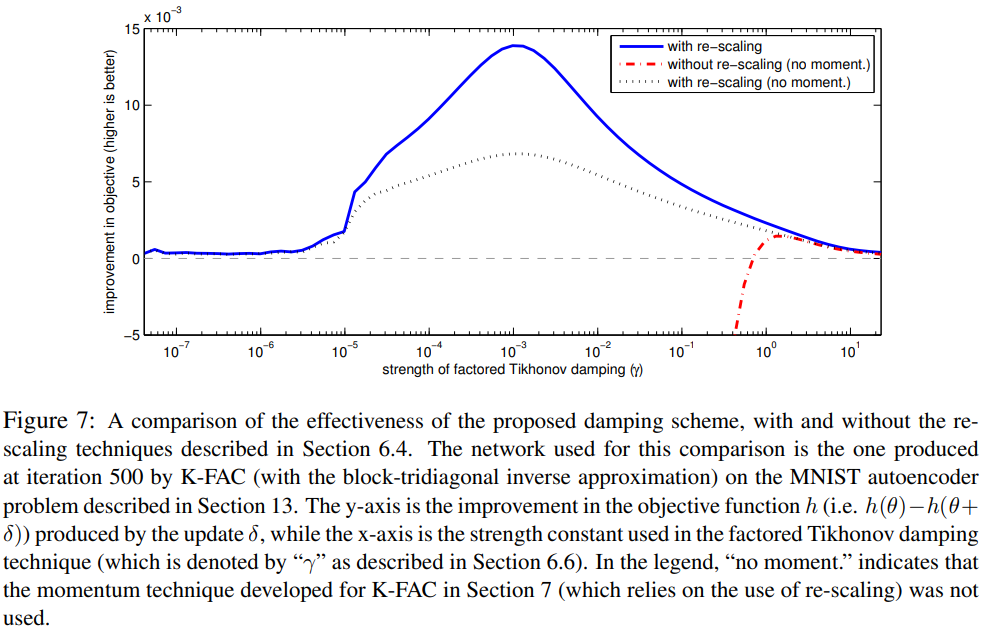 x 10⁻³
15
10
5
0
−5
improvement in objective (higher is better)
with re−scaling
without re−scaling (no moment.)
with re−scaling (no moment.)
10⁻⁷ 10⁻⁶ 10⁻⁵ 10⁻⁴ 10⁻³ 10⁻² 10⁻¹ 10⁰ 10¹
strength of factored Tikhonov damping (γ)
Figure 7: A comparison of the effectiveness of the proposed damping scheme, with and without the re-
scaling techniques described in Section 6.4. The network used for this comparison is the one produced
at iteration 500 by K-FAC (with the block-tridiagonal inverse approximation) on the MNIST autoencoder
problem described in Section 13. The y-axis is the improvement in the objective function h (i.e. h(θ)−h(θ+
δ)) produced by the update δ, while the x-axis is the strength constant used in the factored Tikhonov damping
technique (which is denoted by “γ” as described in Section 6.6). In the legend, “no moment.” indicates that
the momentum technique developed for K-FAC in Section 7 (which relies on the use of re-scaling) was not
used.